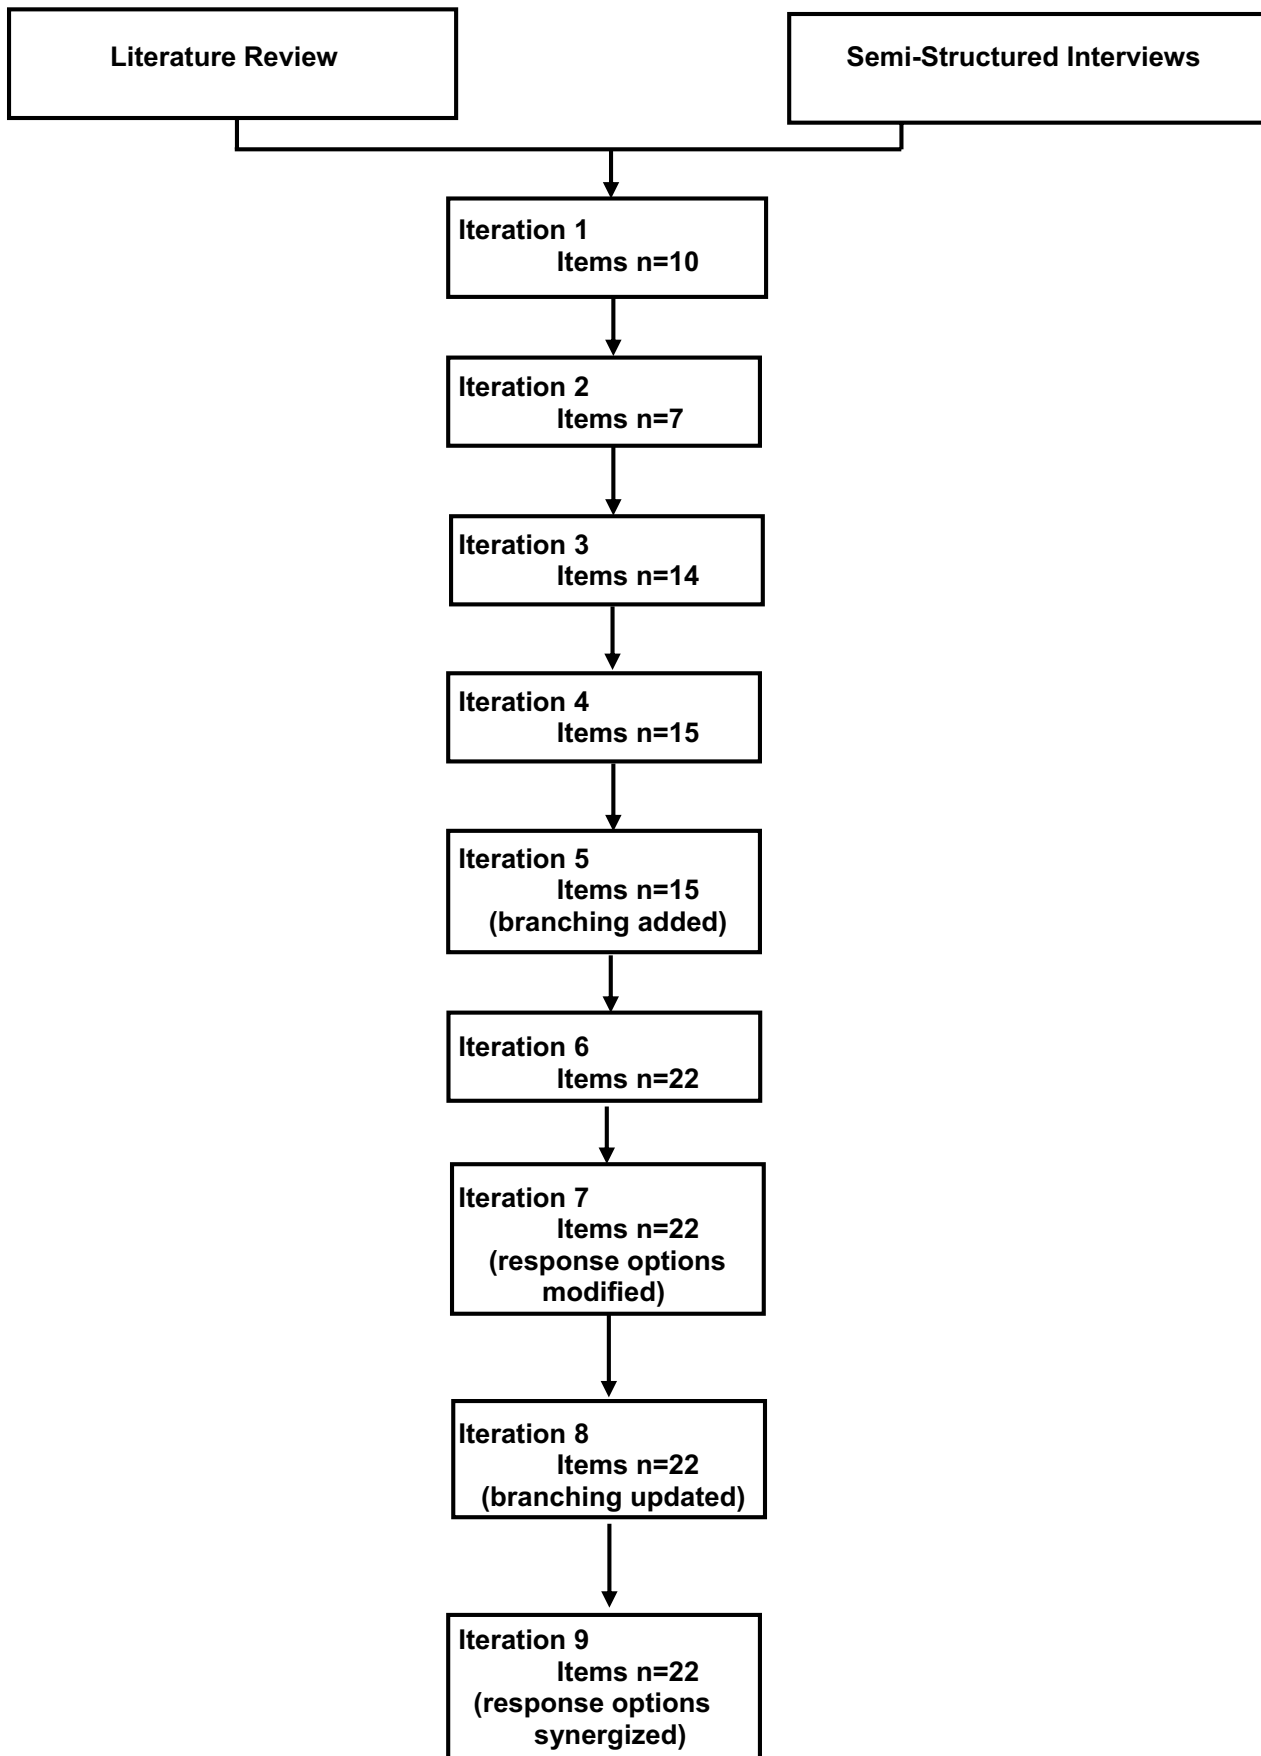 Literature Review
Semi-Structured Interviews
Iteration 1
Items n=10
Iteration 2
Items n=7
Iteration 3
Items n=14
Iteration 4
Items n=15
Iteration 5
Items n=15
(branching added)
Iteration 6
Items n=22
Iteration 7
Items n=22
(response options
modified)
Iteration 8
Items n=22
(branching updated)
Iteration 9
Items n=22
(response options
synergized)